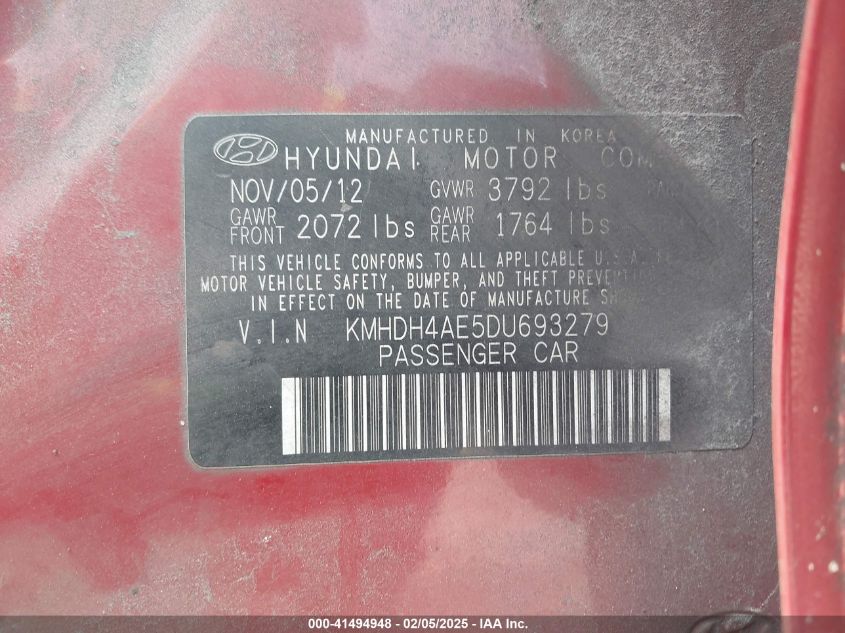 MANUFACTURED IN KOREA
HYUNDAI MOTOR
NOV/05/12 GVWR 3792 lbs
GAWR FRONT 2072 lbs GAWR REAR 1764 lbs
THIS VEHICLE CONFORMS TO ALL APPLICABLE U.S.A.
MOTOR VEHICLE SAFETY, BUMPER, AND THEFT
IN EFFECT ON THE DATE OF MANUFACTURE
V.I.N KMHDH4AE5DU693279
PASSENGER CAR
000-41494948 - 02/05/2025 - IAA Inc.